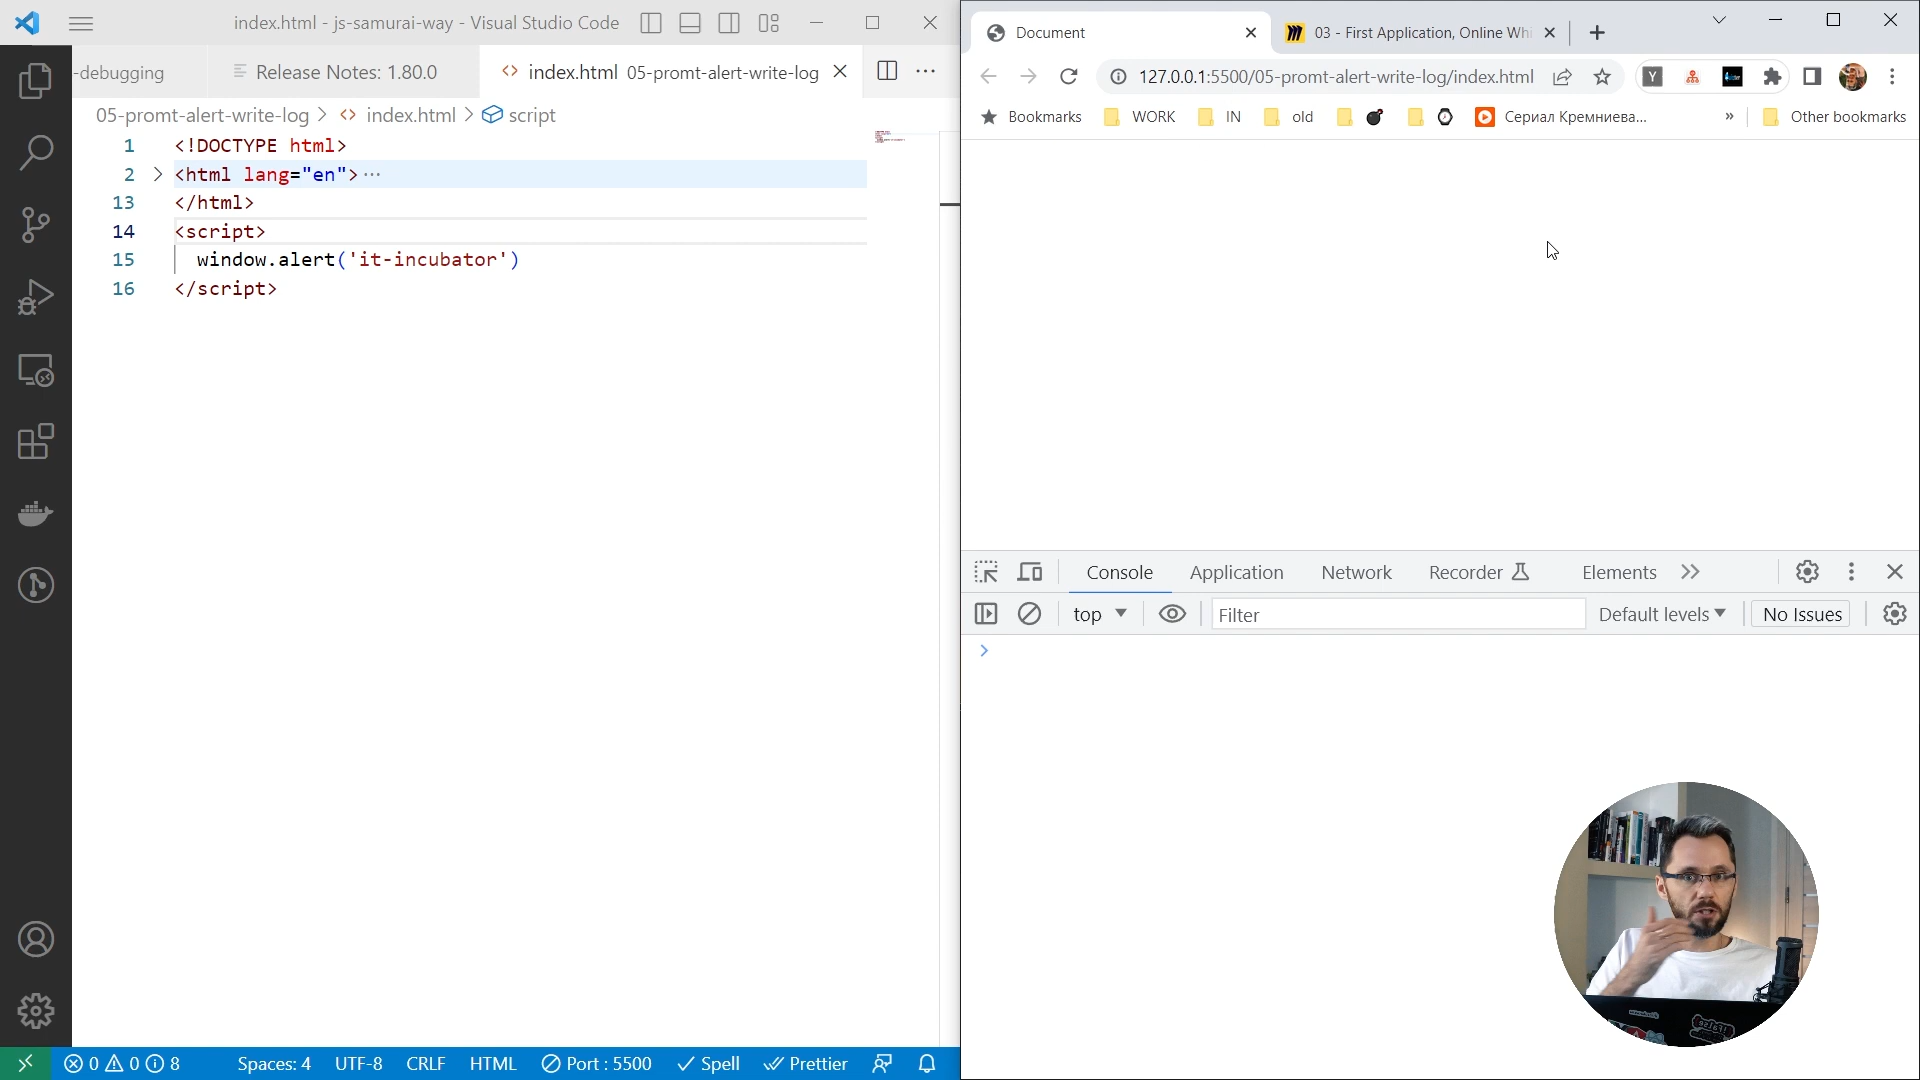 index.html - js-samurai-way - Visual Studio Code
-debugging
Release Notes: 1.80.0
index.html 05-promt-alert-write-log
05-promt-alert-write-log > index.html > script
1 <!DOCTYPE html>
2 <html lang="en">···
13 </html>
14 <script>
15 window.alert('it-incubator')
16 </script>
0 0 8
Spaces: 4
UTF-8
CRLF
HTML
Port : 5500
Spell
Prettier
Document
03 - First Application, Online Whi
127.0.0.1:5500/05-promt-alert-write-log/index.html
Y
Bookmarks
WORK
IN
old
Сериал Кремниева...
»
Other bookmarks
Console
Application
Network
Recorder
Elements
top
Filter
Default levels
No Issues